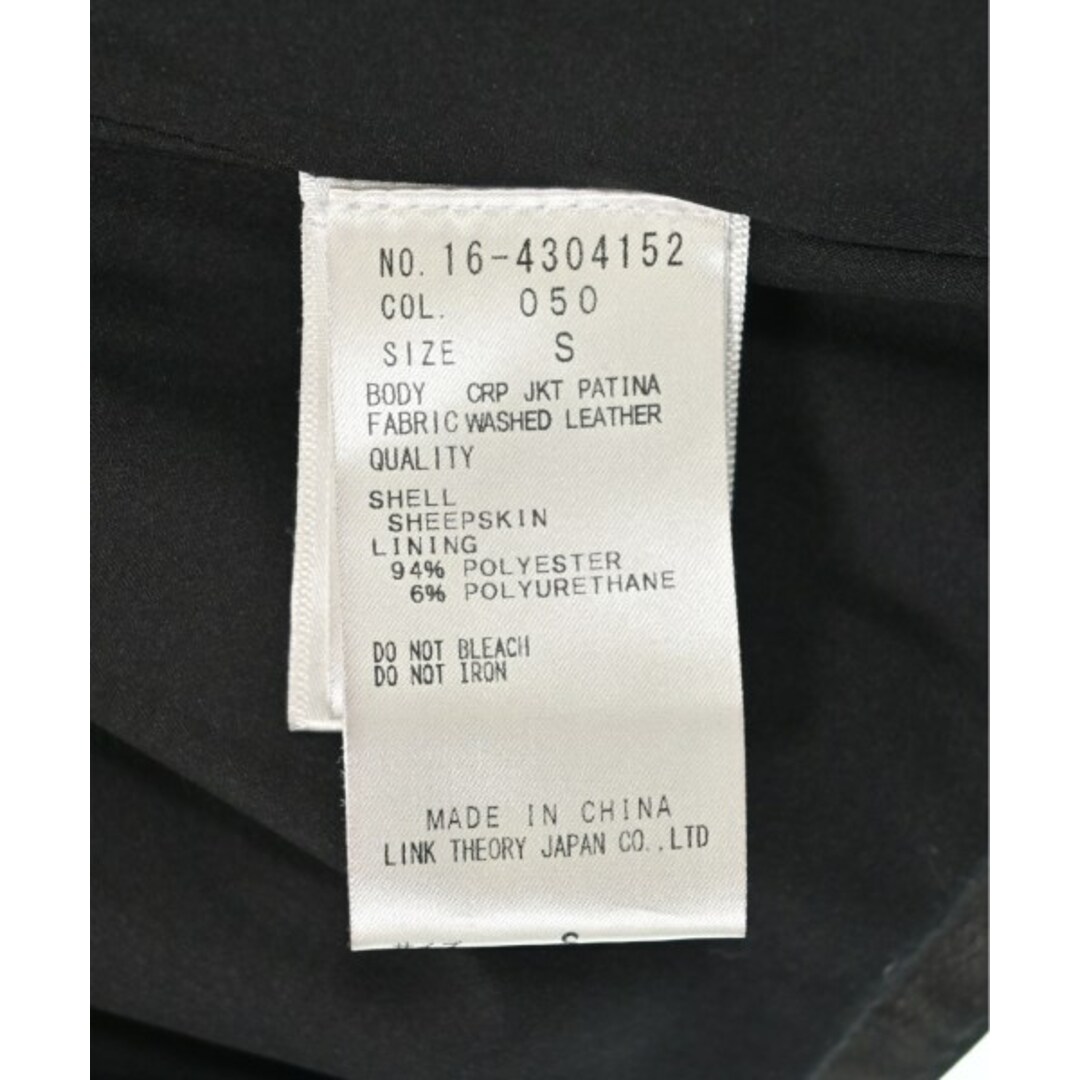 NO. 16-4304152
COL. 050
SIZE S
BODY CRP JKT PATINA
FABRIC WASHED LEATHER
QUALITY
SHELL
SHEEPSKIN
LINING
94% POLYESTER
6% POLYURETHANE
DO NOT BLEACH
DO NOT IRON
MADE IN CHINA
LINK THEORY JAPAN CO.,LTD